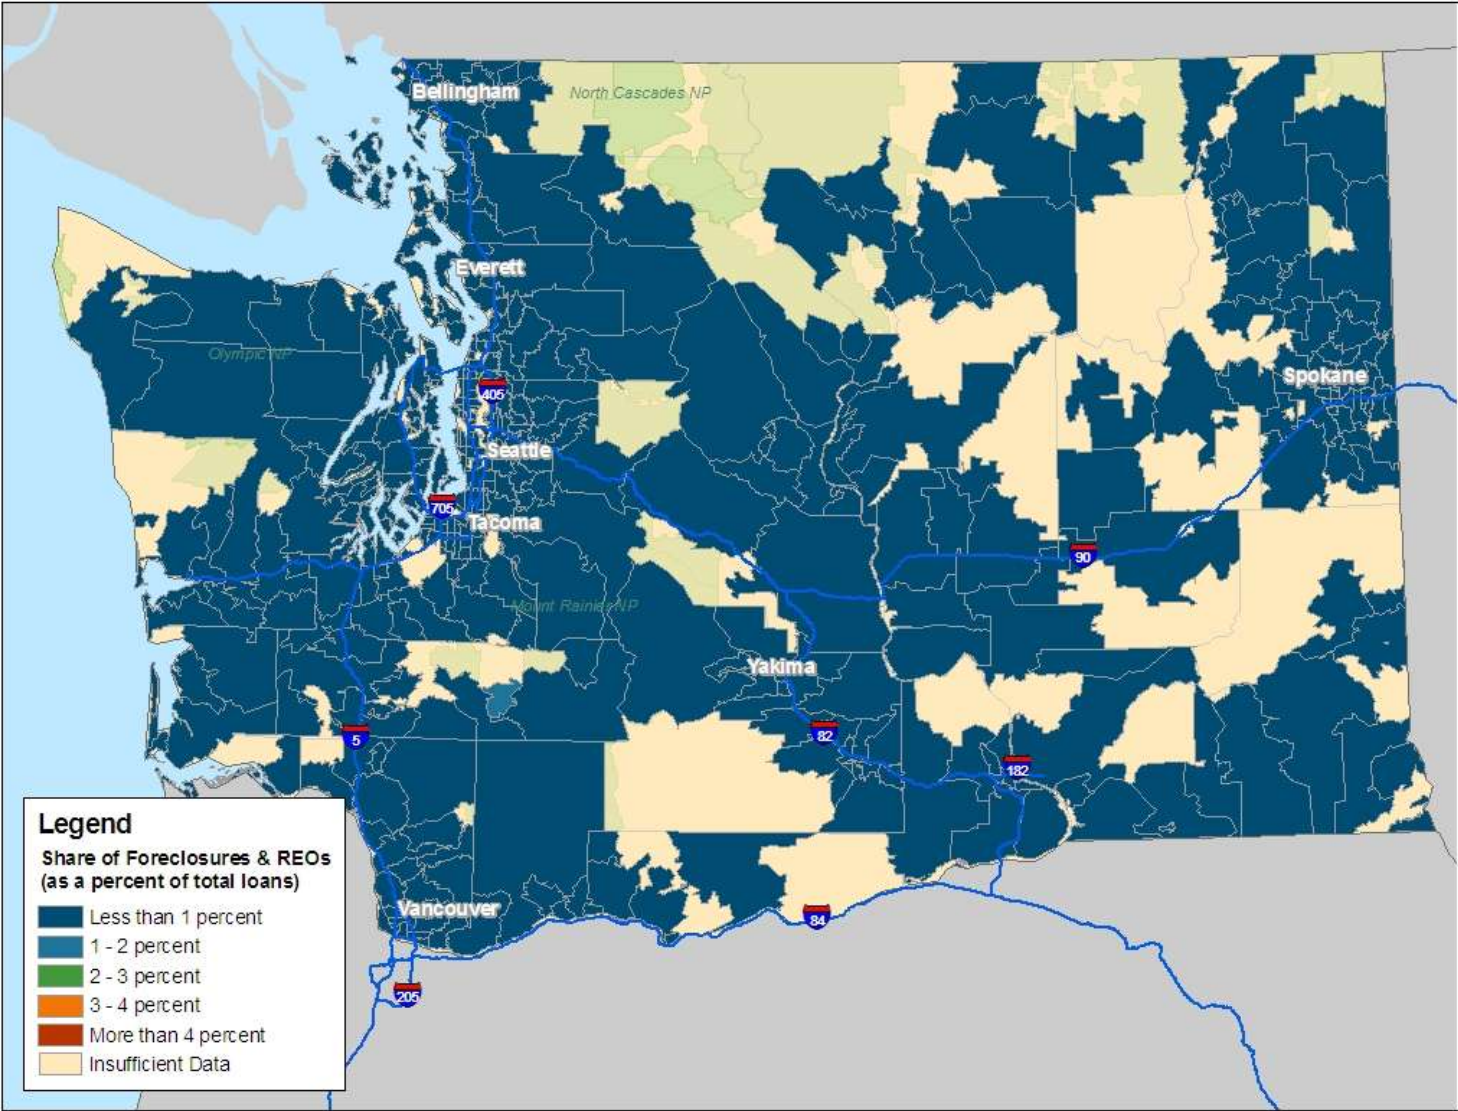 Bellingham
North Cascades NP
Everett
Olympic NP
Spokane
405
Seattle
705
Tacoma
90
Mount Rainier NP
Yakima
5
82
182
Legend
Share of Foreclosures & REOs
(as a percent of total loans)
Less than 1 percent
1 - 2 percent
2 - 3 percent
3 - 4 percent
More than 4 percent
Insufficient Data
Vancouver
84
205